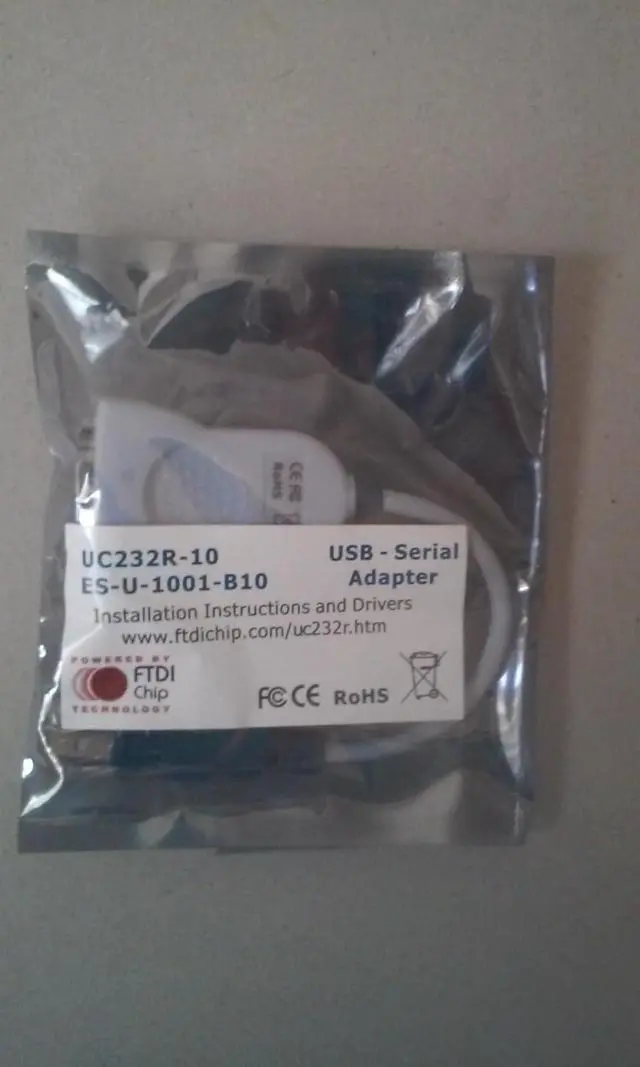 CE FC
RoHS
UC232R-10
USB - Serial
ES-U-1001-B10
Adapter
Installation Instructions and Drivers
www.ftdichip.com/uc232r.htm
POWERED BY
FTDI
Chip
TECHNOLOGY
FC CE RoHS